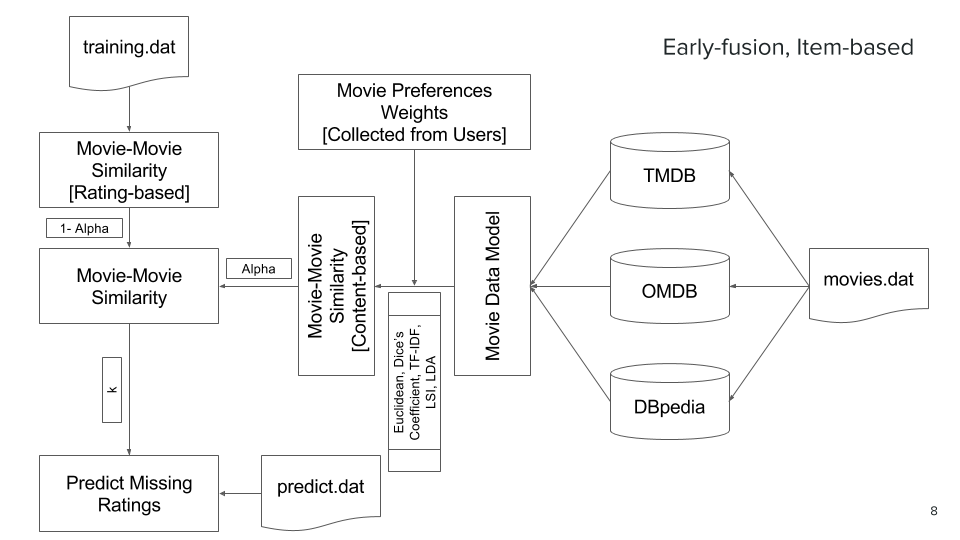 Early-fusion, Item-based
training.dat
Movie Preferences
Weights
[Collected from Users]
Movie-Movie
Similarity
[Rating-based]
1- Alpha
Movie-Movie
Similarity
Alpha
Movie-Movie
Similarity
[Content-based]
Euclidean, Dice's
Coefficient, TF-IDF,
LSI, LDA
Movie Data Model
TMDB
OMDB
DBpedia
movies.dat
k
Predict Missing
Ratings
predict.dat
8